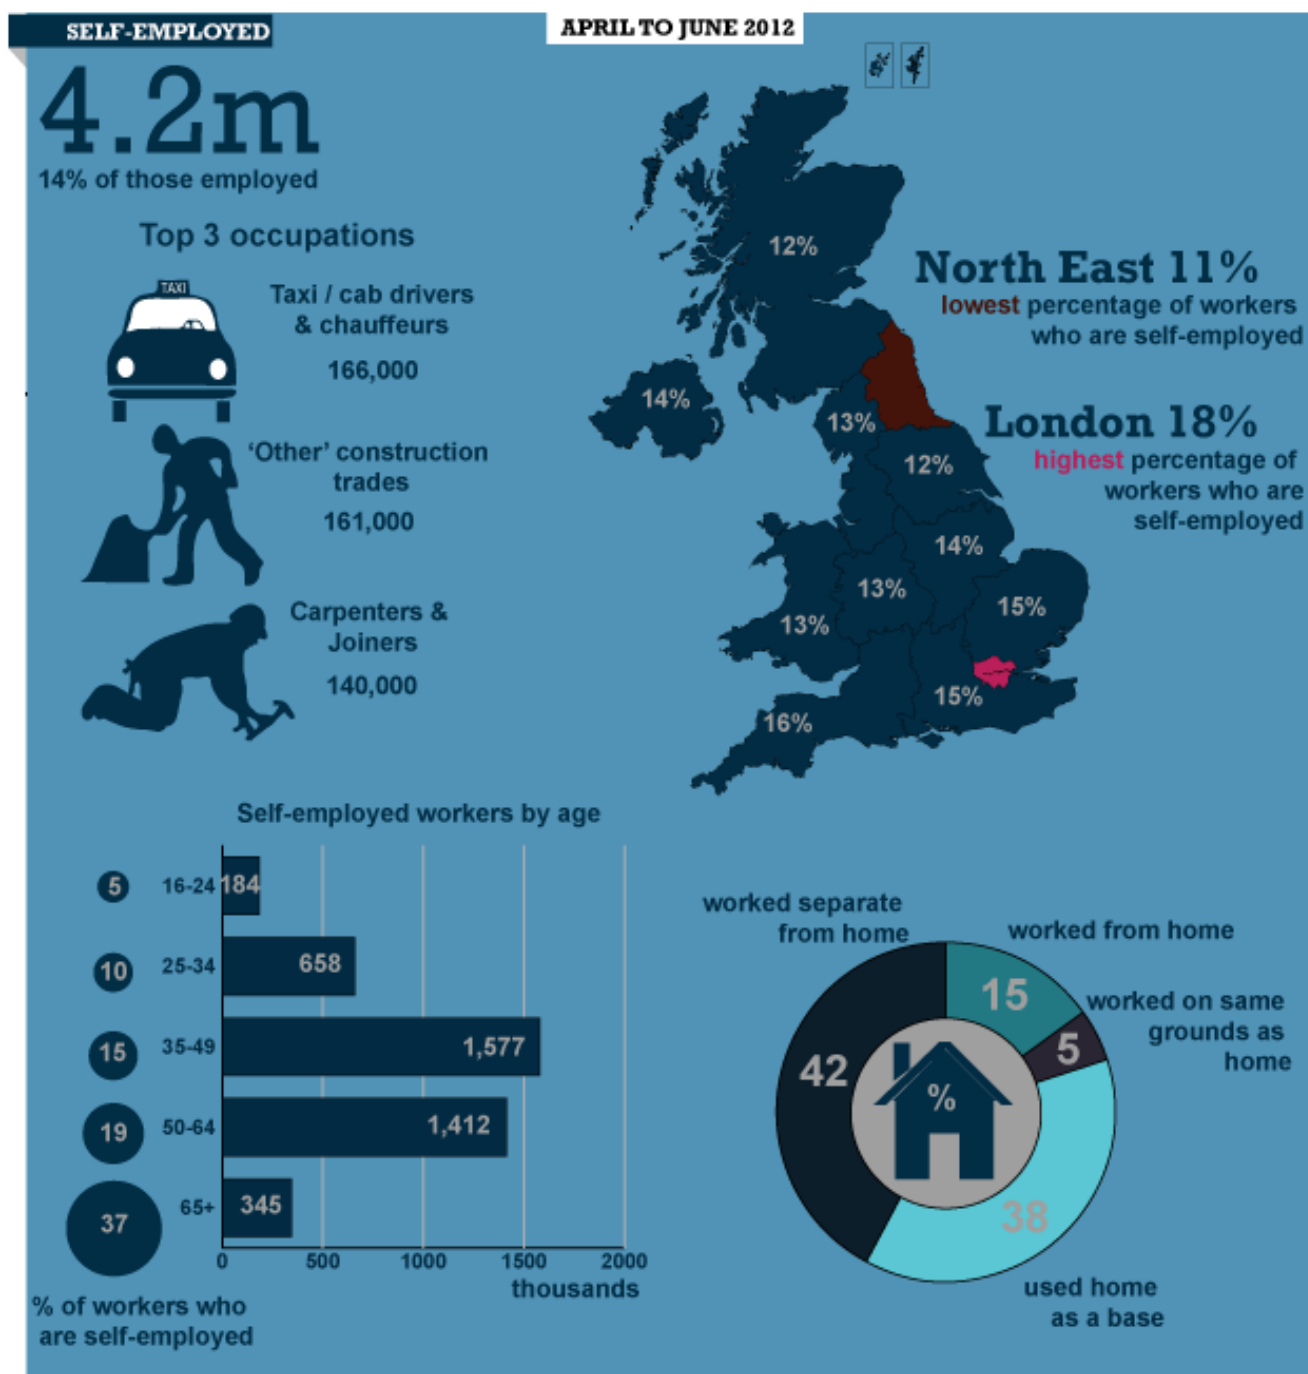 SELF-EMPLOYED
APRIL TO JUNE 2012
4.2m
14% of those employed
Top 3 occupations
TAXI
Taxi / cab drivers
& chauffeurs
166,000
‘Other’ construction
trades
161,000
Carpenters &
Joiners
140,000
12%
14%
13%
12%
14%
13%
15%
13%
15%
16%
North East 11%
lowest percentage of workers
who are self-employed
London 18%
highest percentage of
workers who are
self-employed
Self-employed workers by age
5 16-24 184
10 25-34 658
15 35-49 1,577
19 50-64 1,412
37 65+ 345
0 500 1000 1500 2000
thousands
% of workers who
are self-employed
worked separate
from home
42
worked from home
15
worked on same
grounds as
home
5
%
38
used home
as a base